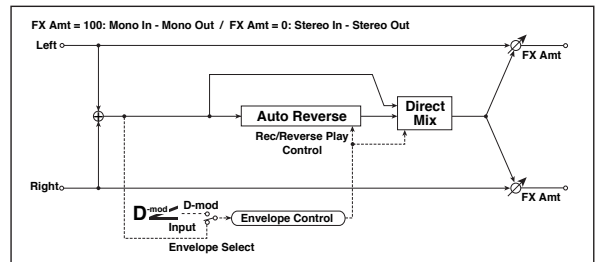 FX Amt = 100: Mono In - Mono Out / FX Amt = 0: Stereo In - Stereo Out
Left
FX Amt
Auto Reverse
Direct
Mix
Rec/Reverse Play
Control
Right
FX Amt
D-mod
D-mod
Input
Envelope Control
Envelope Select